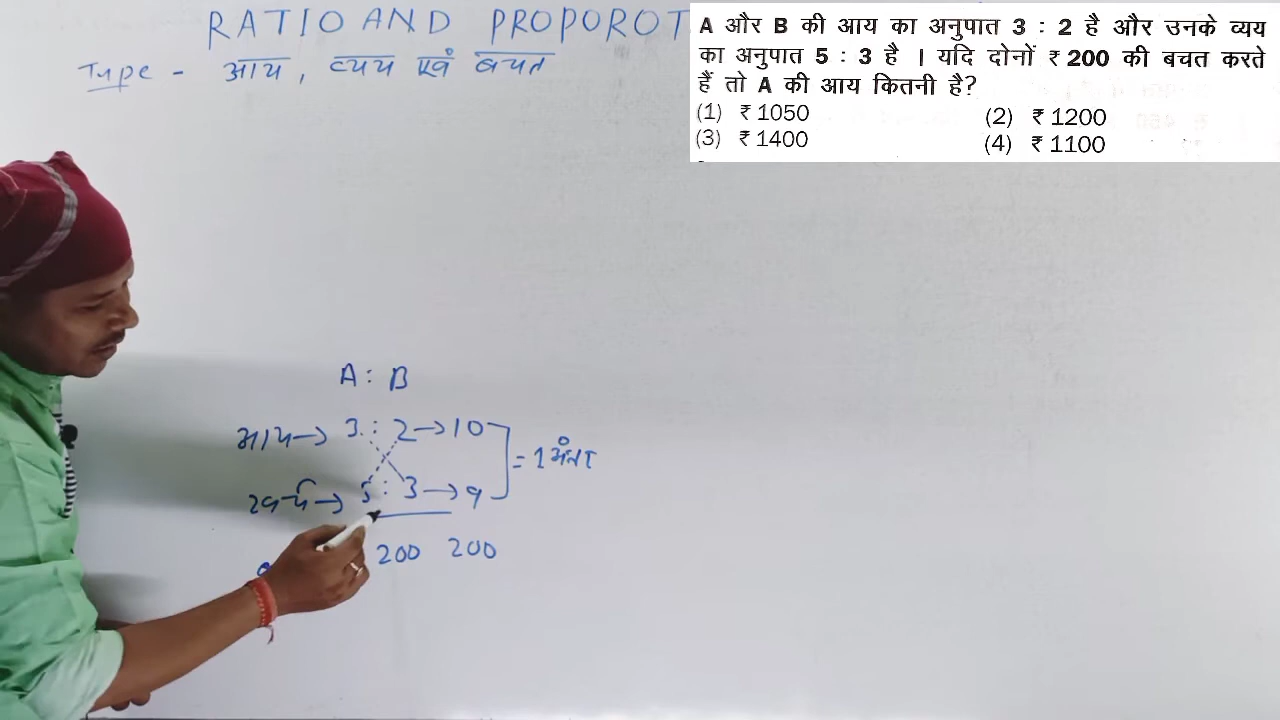 RATIO AND PROPOROT
Type - आय, व्यय एवं बचत
A और B की आय का अनुपात 3 : 2 है और उनके व्यय
का अनुपात 5 : 3 है । यदि दोनों ₹ 200 की बचत करते
हैं तो A की आय कितनी है?
(1) ₹ 1050
(2) ₹ 1200
(3) ₹ 1400
(4) ₹ 1100
A : B
आय → 3 : 2 → 10
खर्च → 5 : 3 → 9
= 1 अंतर
200 200